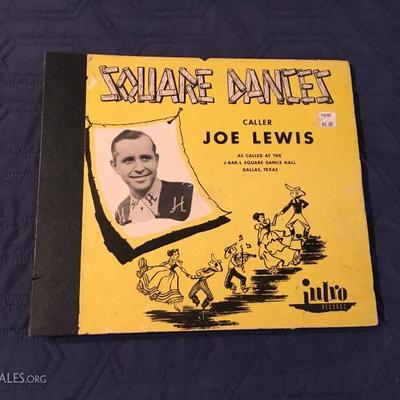 SQUARE DANCES
CALLER
JOE LEWIS
AS CALLED AT THE
J-BAR-L SQUARE DANCE HALL
DALLAS, TEXAS
H
intro
RECORDS
ALES.ORG